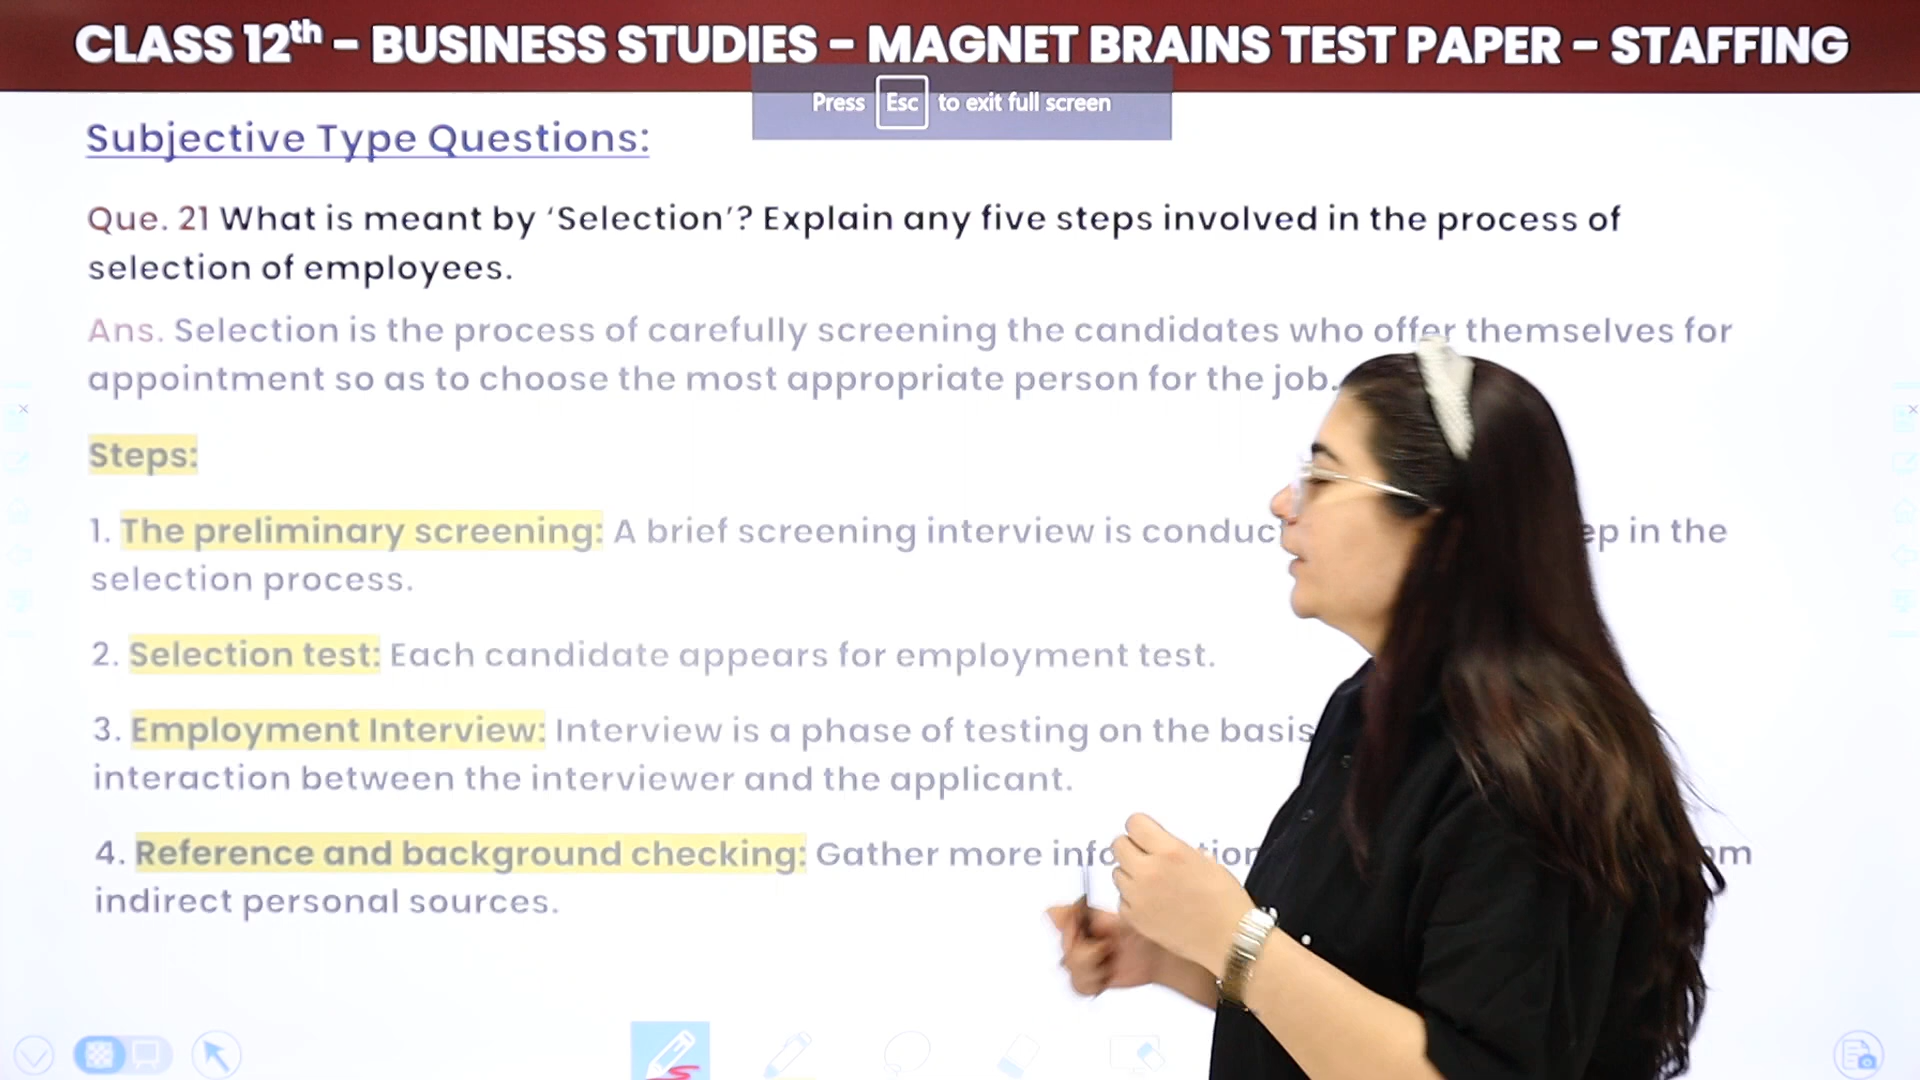 CLASS 12th – BUSINESS STUDIES – MAGNET BRAINS TEST PAPER – STAFFING
Press Esc to exit full screen
Subjective Type Questions:
Que. 21 What is meant by ‘Selection’? Explain any five steps involved in the process of
selection of employees.
Ans. Selection is the process of carefully screening the candidates who offer themselves for
appointment so as to choose the most appropriate person for the job.
Steps:
1. The preliminary screening: A brief screening interview is in the
selection process.
2. Selection test: Each candidate appears for employment test.
3. Employment Interview: Interview is a phase of testing on the basis
interaction between the interviewer and the applicant.
4. Reference and background checking: Gather more
indirect personal sources.